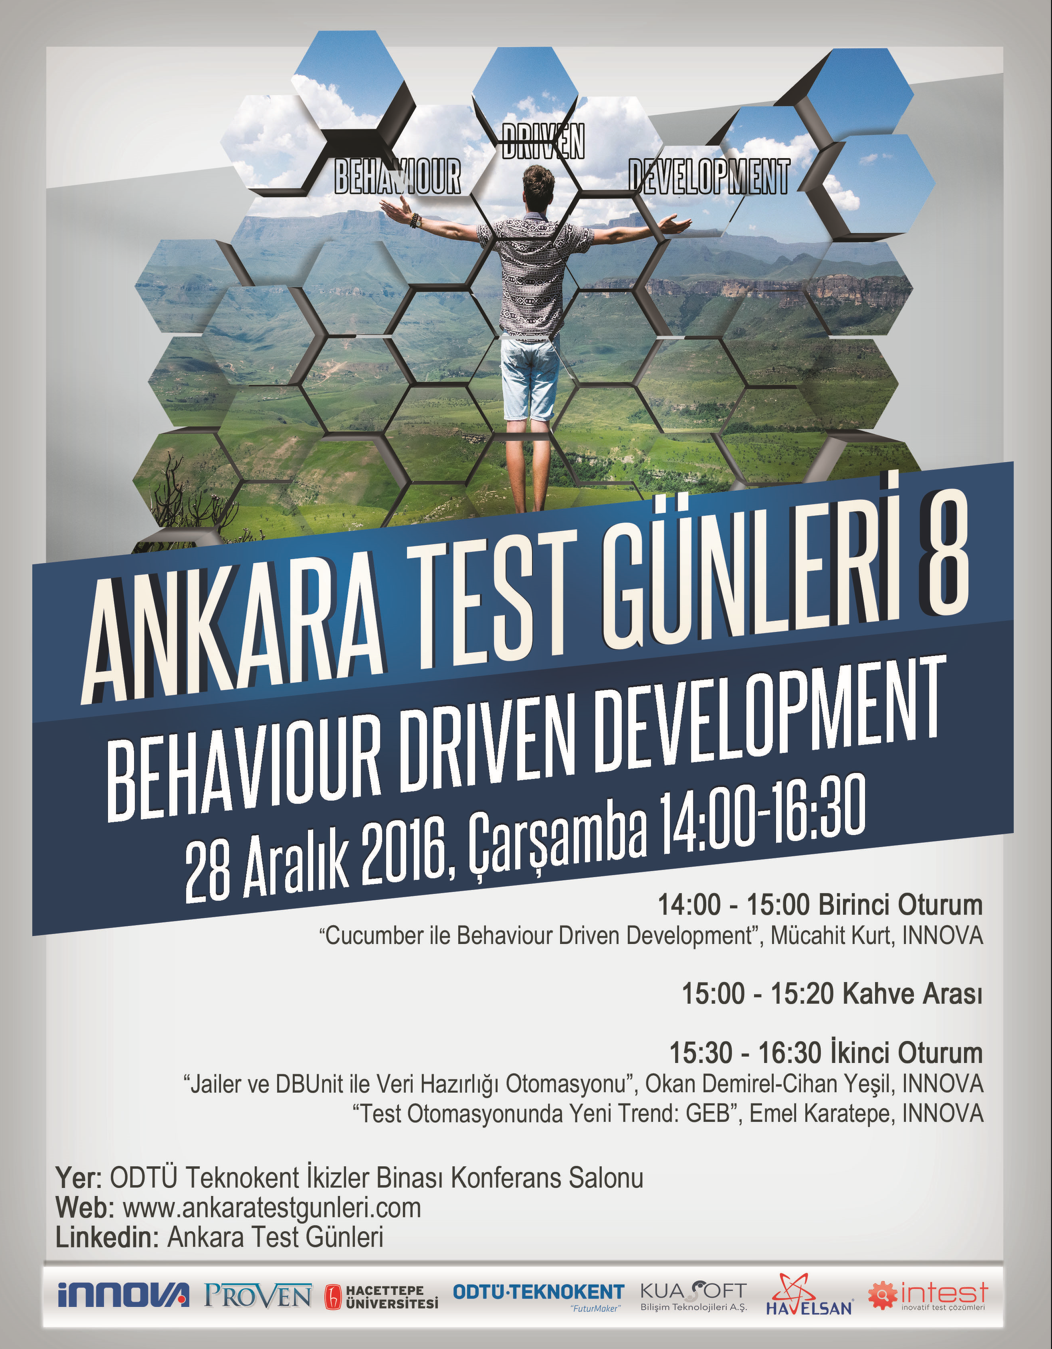 BEHAVIOUR
DRIVEN
DEVELOPMENT
ANKARA TEST GÜNLERİ 8
BEHAVIOUR DRIVEN DEVELOPMENT
28 Aralık 2016, Çarşamba 14:00-16:30
14:00 - 15:00 Birinci Oturum
“Cucumber ile Behaviour Driven Development”, Mücahit Kurt, INNOVA
15:00 - 15:20 Kahve Arası
15:30 - 16:30 İkinci Oturum
“Jailer ve DBUnit ile Veri Hazırlığı Otomasyonu”, Okan Demirel-Cihan Yeşil, INNOVA
“Test Otomasyonunda Yeni Trend: GEB”, Emel Karatepe, INNOVA
Yer: ODTÜ Teknokent İkizler Binası Konferans Salonu
Web: www.ankaratestgunleri.com
Linkedin: Ankara Test Günleri
innova
PROVEN
HACETTEPE
ÜNİVERSİTESİ
ODTÜ-TEKNOKENT
"FuturMaker"
KUASOFT
Bilişim Teknolojileri A.Ş.
HAVELSAN
intest
inovatif test çözümleri